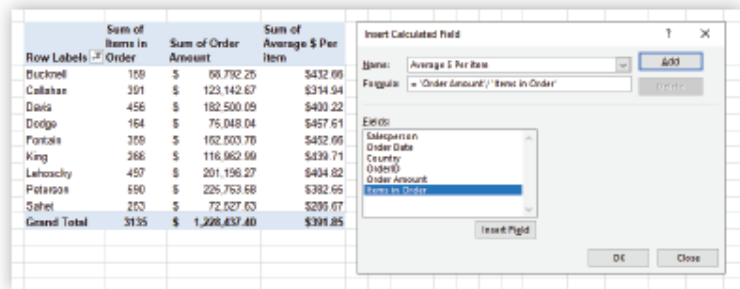 Sum of Items in Order
Sum of Order Amount
Sum of Average $ Per Item
Row Labels
Bucknell 159 $ 68,792.25 $432.66
Callahan 391 $ 123,142.67 $314.94
Davis 456 $ 182,500.09 $400.22
Dodge 164 $ 75,048.04 $457.61
Fontain 359 $ 162,503.78 $452.66
King 266 $ 116,962.99 $439.71
497 $ 201,196.27 $404.82
Peterson 590 $ 225,763.68 $382.65
253 $ 72,527.63 $286.67
Grand Total 3135 $ 1,228,437.40 $391.85
Insert Calculated Field ? ×
Name: Average $ Per Item Add
Formula: = 'Order Amount'/ 'Items in Order' Delete
Fields:
Salesperson
Order Date
Country
OrderID
Order Amount
Items in Order
Insert Field
OK Close